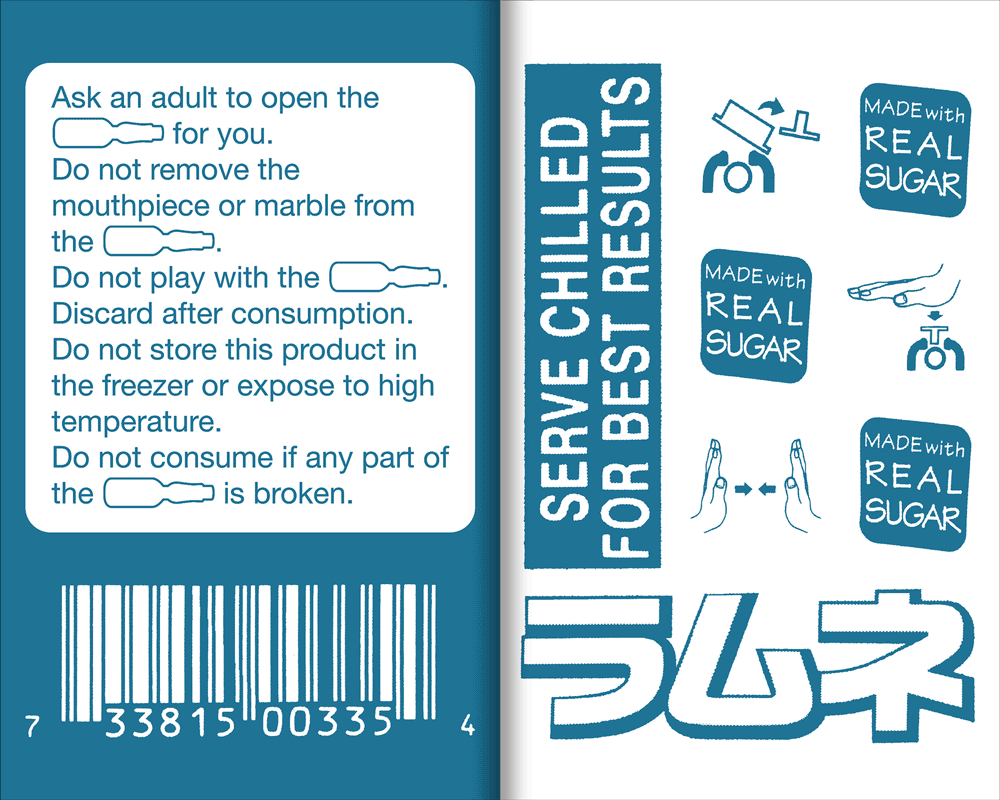 Ask an adult to open the
for you.
Do not remove the
mouthpiece or marble from
the .
Do not play with the .
Discard after consumption.
Do not store this product in
the freezer or expose to high
temperature.
Do not consume if any part of
the is broken.
7 33815 00335 4
SERVE CHILLED
FOR BEST RESULTS
MADE with
REAL
SUGAR
MADE with
REAL
SUGAR
MADE with
REAL
SUGAR
ラムネ